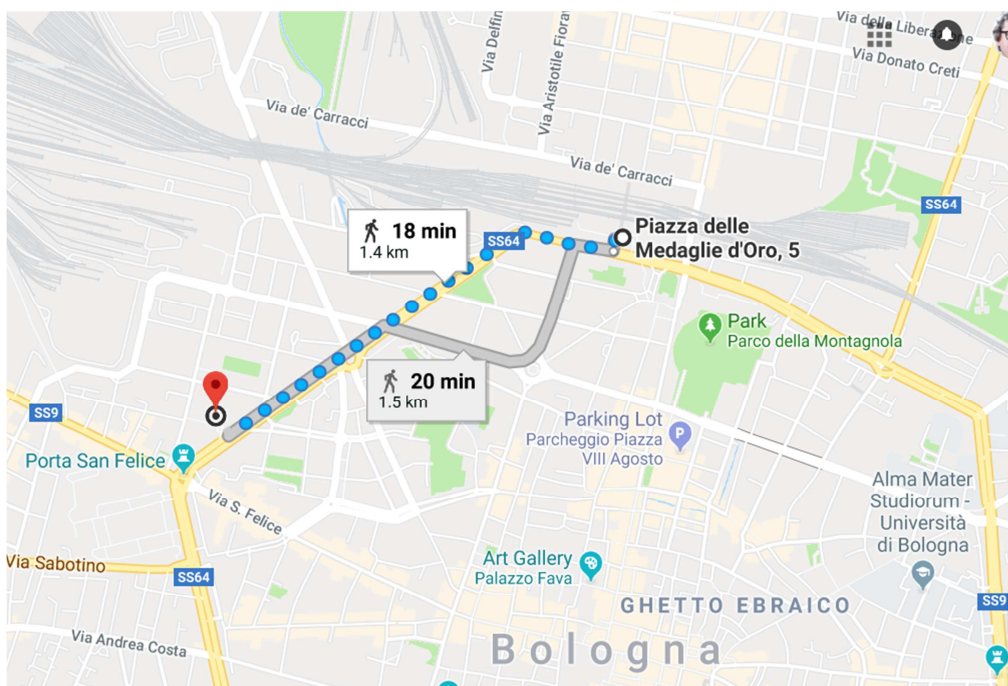 Via della Liberazione
Via Donato Creti
Via Delfin
Via Aristotile Fiorav
Via de' Carracci
Via de' Carracci
SS64
18 min
1.4 km
SS64
Piazza delle
Medaglie d'Oro, 5
Park
Parco della Montagnola
20 min
1.5 km
SS9
Parking Lot
Parcheggio Piazza
VIII Agosto
Porta San Felice
Via S. Felice
Alma Mater
Studiorum -
Università
di Bologna
Via Sabotino
SS64
Art Gallery
Palazzo Fava
SS9
GHETTO EBRAICO
Via Andrea Costa
Bologna